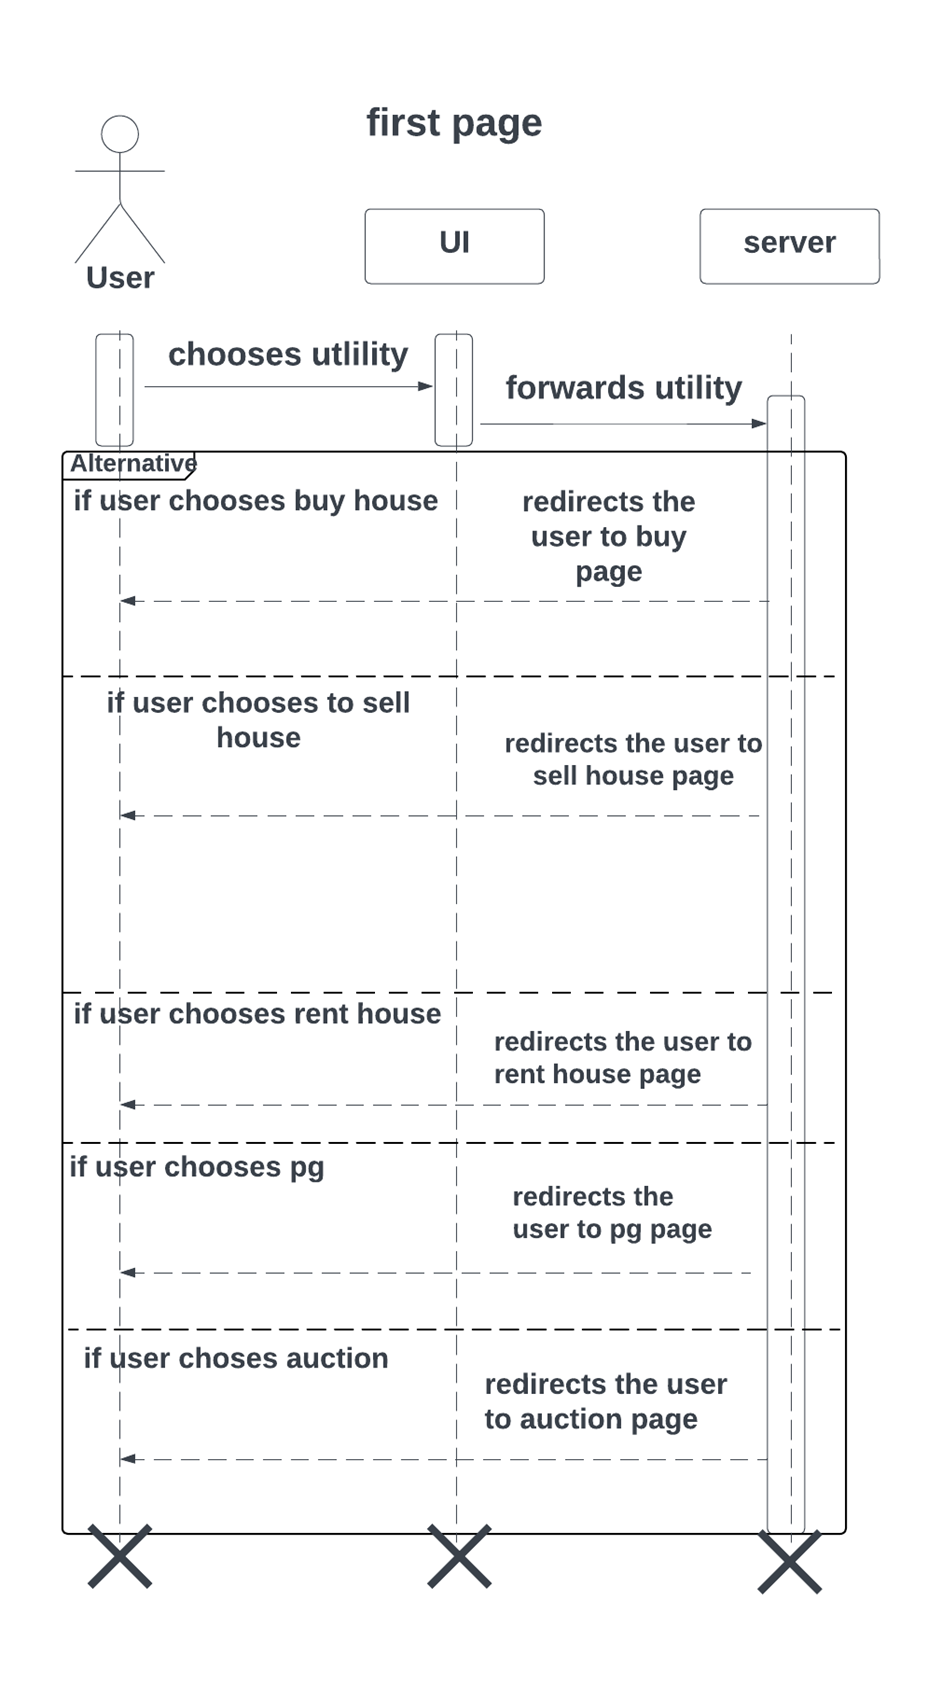 first page
User
UI
server
chooses utlility
forwards utility
Alternative
if user chooses buy house
redirects the
user to buy
page
if user chooses to sell
house
redirects the user to
sell house page
if user chooses rent house
redirects the user to
rent house page
if user chooses pg
redirects the
user to pg page
if user choses auction
redirects the user
to auction page